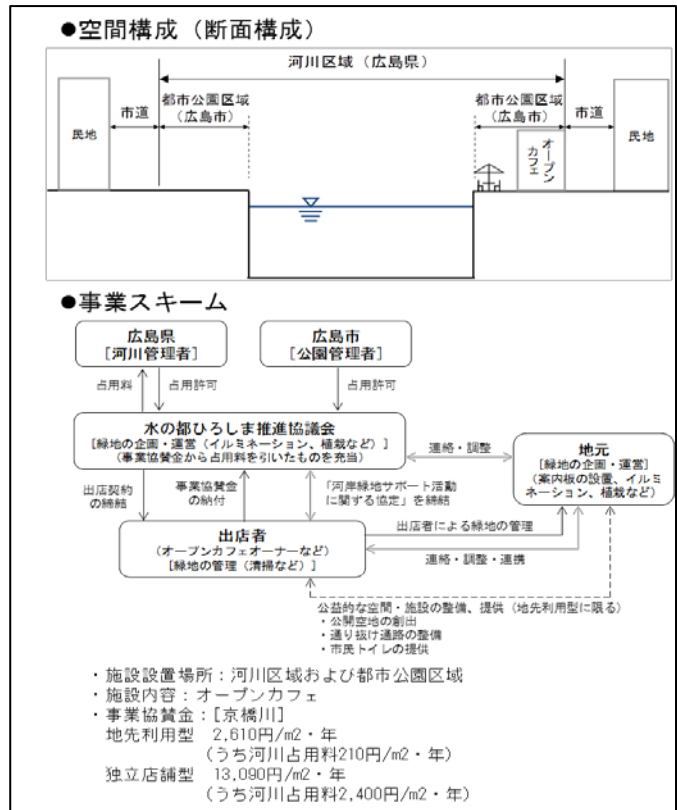 ●空間構成（断面構成）
河川区域（広島県）
市道
都市公園区域
（広島市）
都市公園区域
（広島市）
市道
民地
オープン
カフェ
民地
●事業スキーム
広島県
［河川管理者］
広島市
［公園管理者］
占用料
占用許可
占用許可
水の都ひろしま推進協議会
［緑地の企画・運営（イルミネーション、植栽など）］
（事業協賛金から占用料を引いたものを充当）
連絡・調整
地元
［緑地の企画・運営］
（案内板の設置、イルミ
ネーション、植栽など）
出店契約
の締結
事業協賛金
の納付
「河岸緑地サポート活動
に関する協定」を締結
出店者
（オープンカフェオーナーなど）
［緑地の管理（清掃など）］
出店者による緑地の管理
連絡・調整・連携
公益的な空間・施設の整備、提供（地先利用型に限る）
・公開空地の創出
・通り抜け通路の整備
・市民トイレの提供
・施設設置場所：河川区域および都市公園区域
・施設内容：オープンカフェ
・事業協賛金：［京橋川］
地先利用型　2,610円/m2・年
（うち河川占用料210円/m2・年）
独立店舗型　13,090円/m2・年
（うち河川占用料2,400円/m2・年）